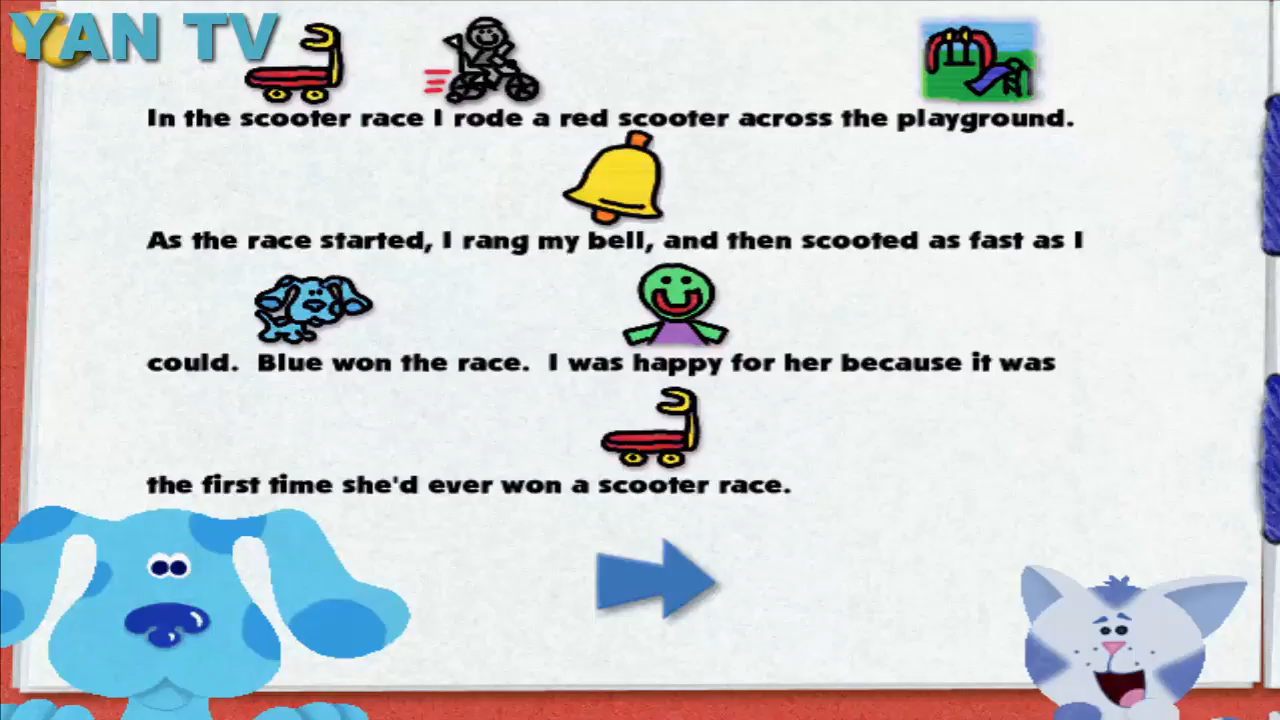 YAN TV
In the scooter race I rode a red scooter across the playground.
As the race started, I rang my bell, and then scooted as fast as I
could. Blue won the race. I was happy for her because it was
the first time she'd ever won a scooter race.